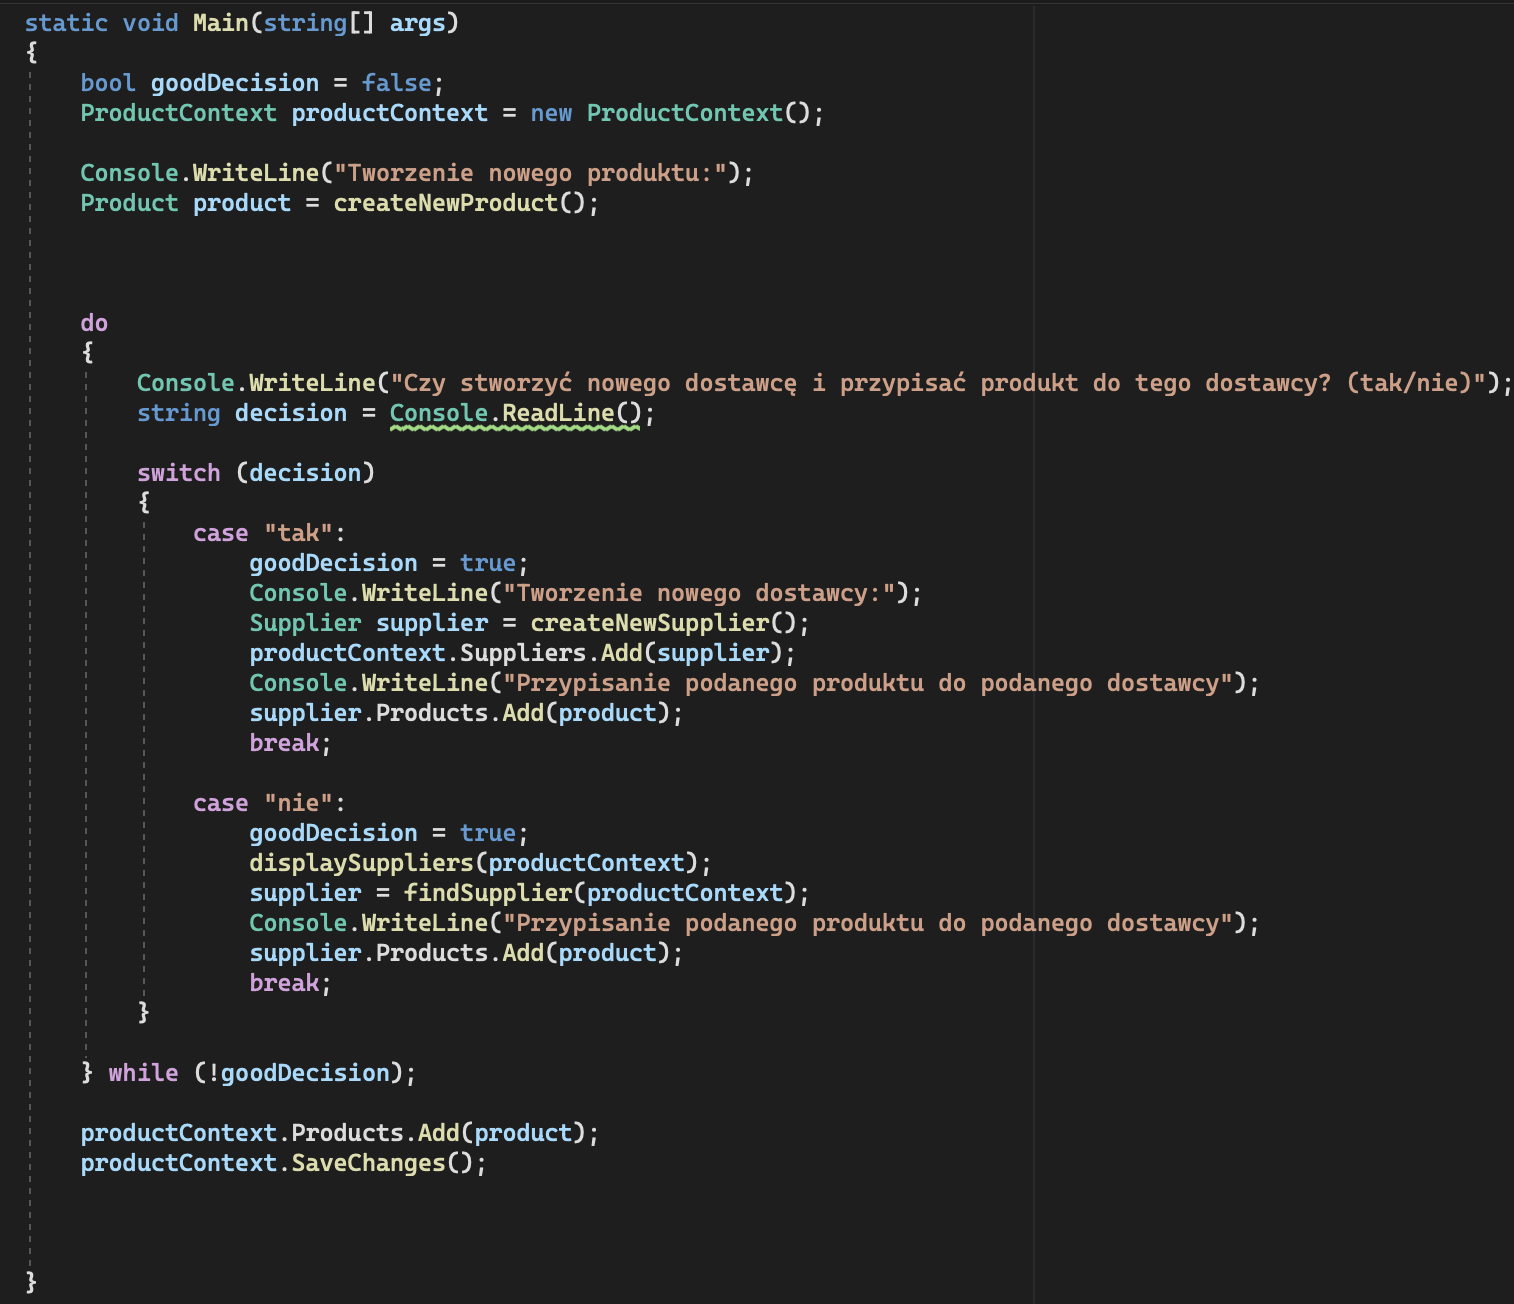 static void Main(string[] args)
{
    bool goodDecision = false;
    ProductContext productContext = new ProductContext();

    Console.WriteLine("Tworzenie nowego produktu:");
    Product product = createNewProduct();

    do
    {
        Console.WriteLine("Czy stworzyć nowego dostawcę i przypisać produkt do tego dostawcy? (tak/nie)");
        string decision = Console.ReadLine();

        switch (decision)
        {
            case "tak":
                goodDecision = true;
                Console.WriteLine("Tworzenie nowego dostawcy:");
                Supplier supplier = createNewSupplier();
                productContext.Suppliers.Add(supplier);
                Console.WriteLine("Przypisanie podanego produktu do podanego dostawcy");
                supplier.Products.Add(product);
                break;

            case "nie":
                goodDecision = true;
                displaySuppliers(productContext);
                supplier = findSupplier(productContext);
                Console.WriteLine("Przypisanie podanego produktu do podanego dostawcy");
                supplier.Products.Add(product);
                break;
        }

    } while (!goodDecision);

    productContext.Products.Add(product);
    productContext.SaveChanges();

}